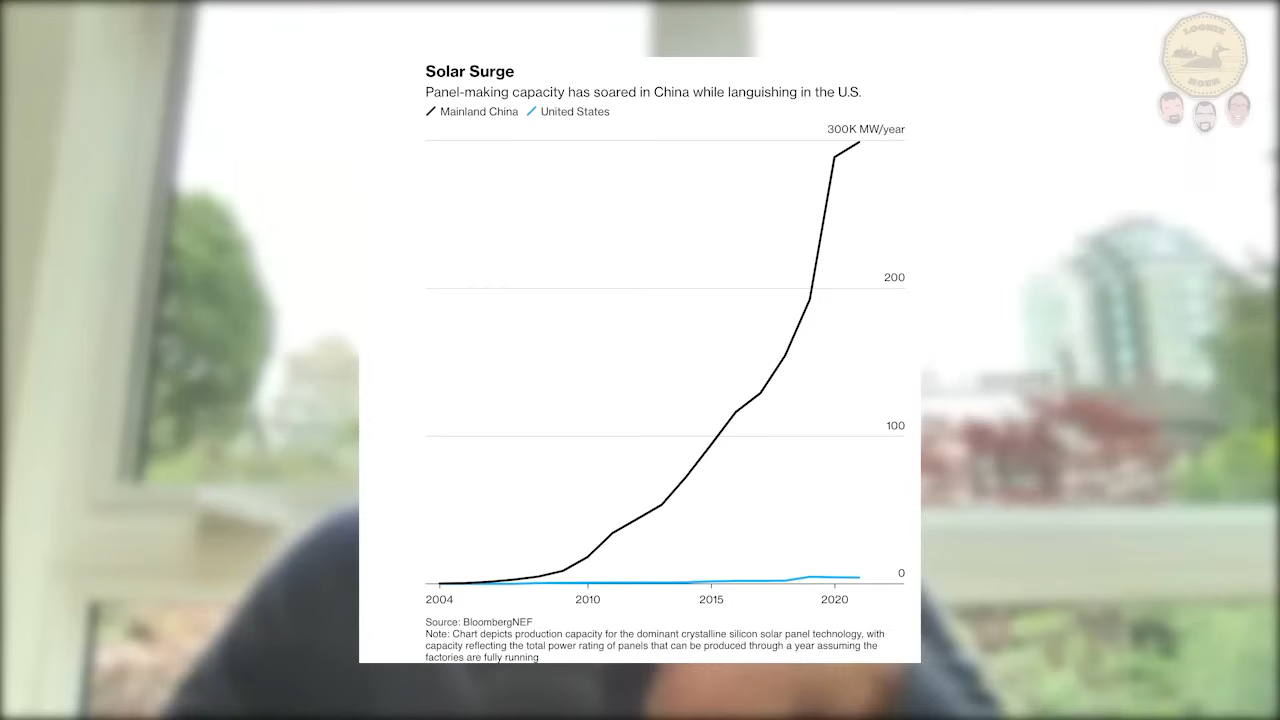 LOONIE
HOUR
Solar Surge
Panel-making capacity has soared in China while languishing in the U.S.
Mainland China United States
300K MW/year
200
100
0
2004 2010 2015 2020
Source: BloombergNEF
Note: Chart depicts production capacity for the dominant crystalline silicon solar panel technology, with
capacity reflecting the total power rating of panels that can be produced through a year assuming the
factories are fully running